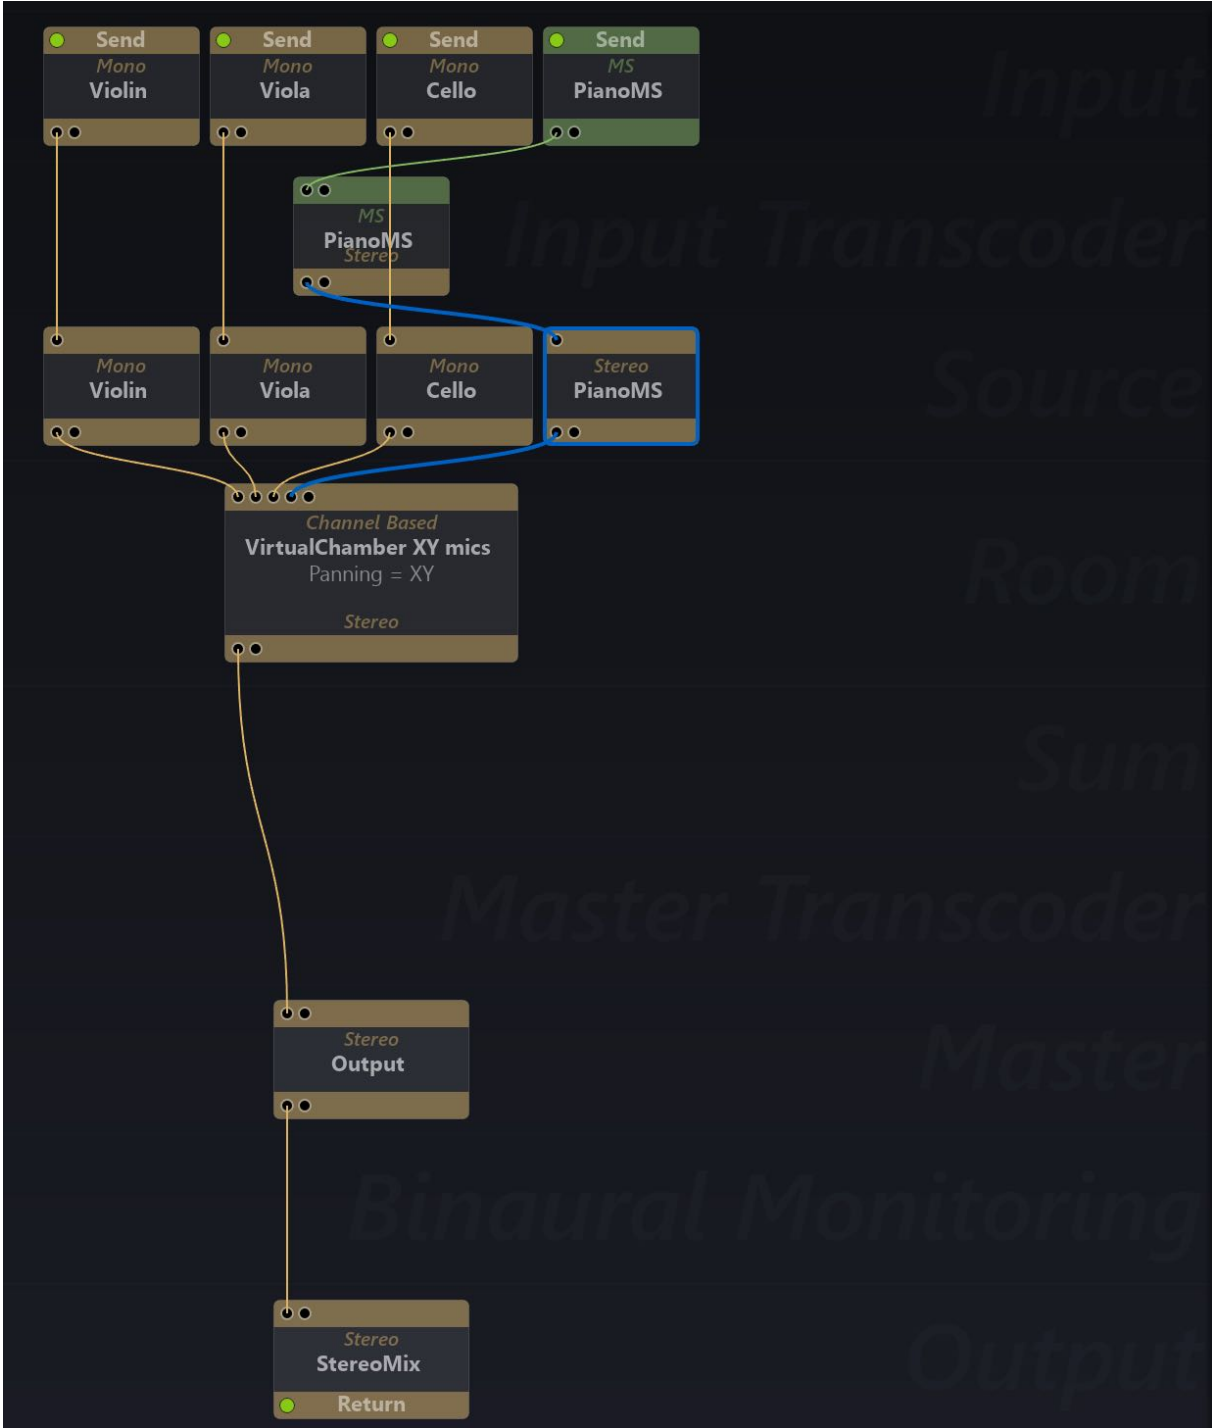 Send Send Send Send
Mono Mono Mono MS
Violin Viola Cello PianoMS
Input
MS
PianoMS
Stereo
Input Transcoder
Mono Mono Mono Stereo
Violin Viola Cello PianoMS
Source
Channel Based
VirtualChamber XY mics
Panning = XY
Stereo
Room
Sum
Master Transcoder
Stereo
Output
Master
Binaural Monitoring
Stereo
StereoMix
Return
Output